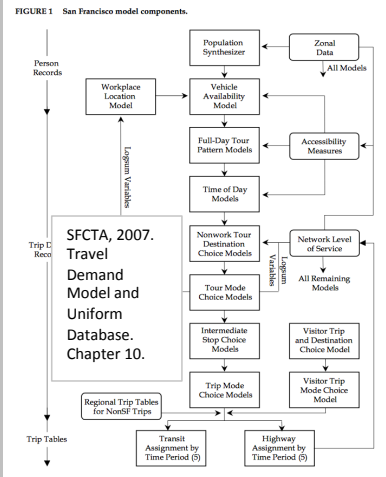 FIGURE 1 San Francisco model components.
Person
Records
Population
Synthesizer
Zonal
Data
All Models
Workplace
Location
Model
Vehicle
Availability
Model
Logsum Variables
Full-Day Tour
Pattern Models
Accessibility
Measures
Time of Day
Models
Trip D
Reco
SFCTA, 2007.
Travel
Demand
Model and
Uniform
Database.
Chapter 10.
Nonwork Tour
Destination
Choice Models
Network Level
of Service
Logsum
Variables
All Remaining
Models
Tour Mode
Choice Models
Intermediate
Stop Choice
Models
Visitor Trip
and Destination
Choice Model
Trip Mode
Choice Models
Visitor Trip
Mode Choice
Model
Regional Trip Tables
for NonSF Trips
Trip Tables
Transit
Assignment by
Time Period (5)
Highway
Assignment by
Time Period (5)